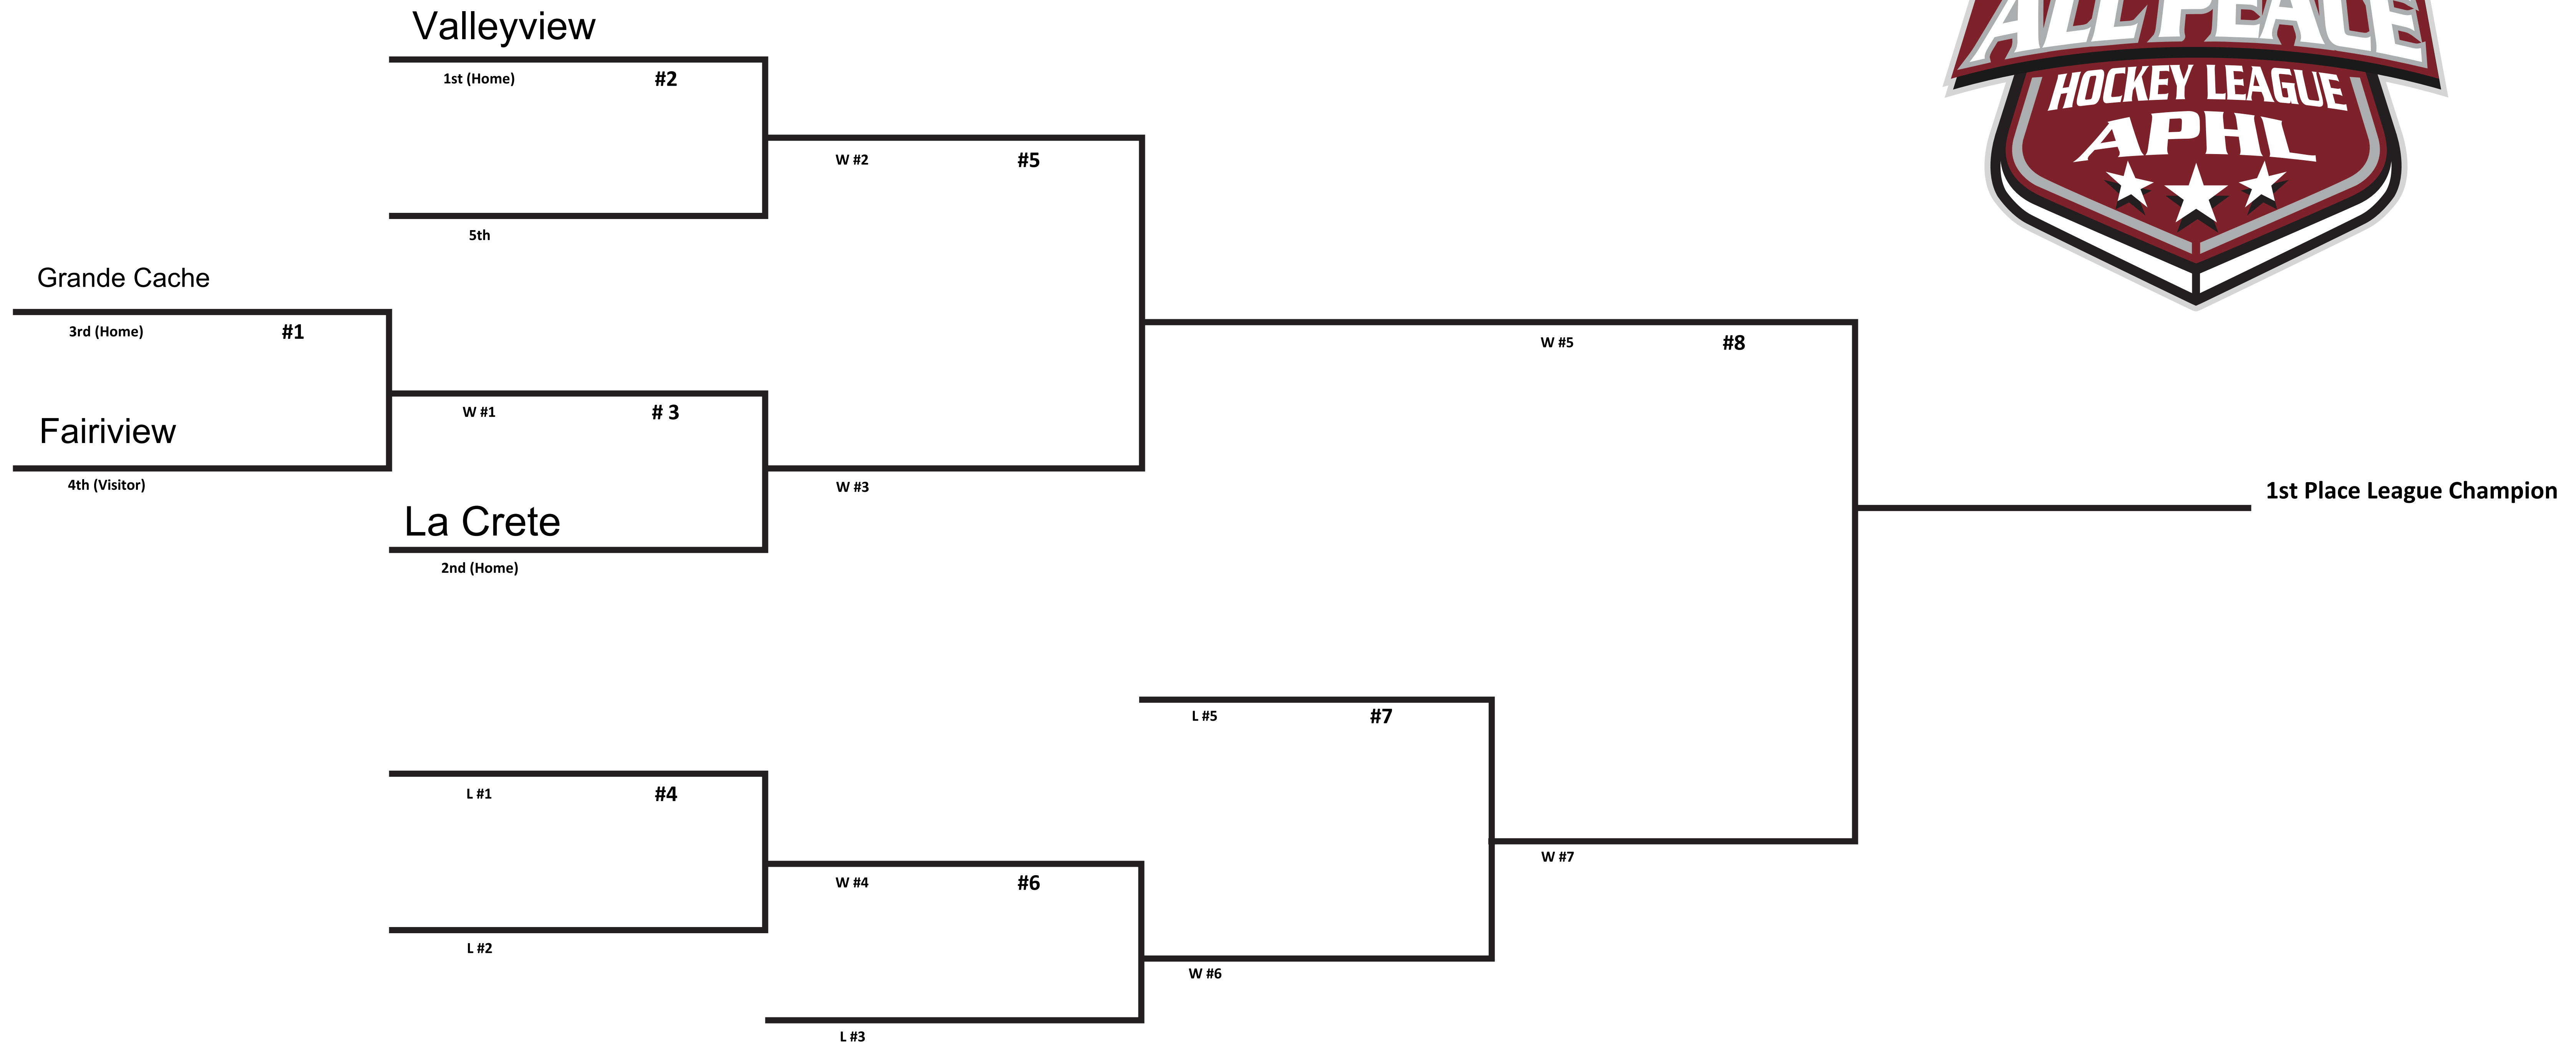 ALL PEACE
HOCKEY LEAGUE
APHL
Valleyview
1st (Home) #2
W #2 #5
5th
Grande Cache
3rd (Home) #1
W #5 #8
W #1 # 3
Fairiview
4th (Visitor)
W #3
1st Place League Champion
La Crete
2nd (Home)
L #5 #7
L #1 #4
W #7
W #4 #6
L #2
W #6
L #3